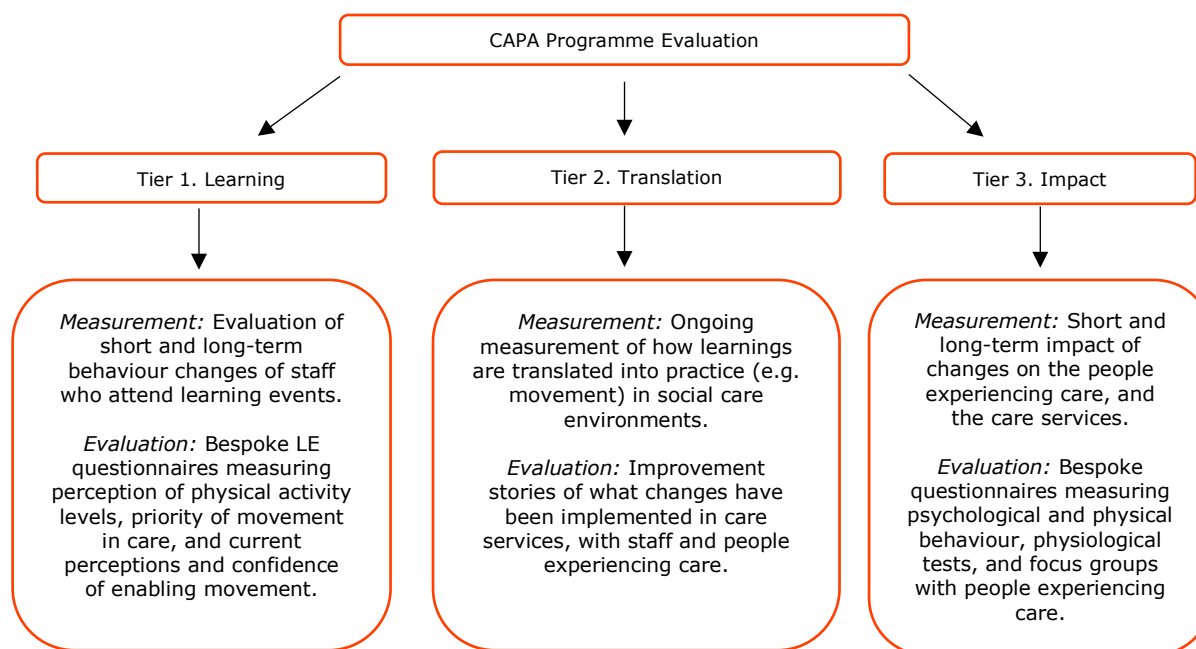 CAPA Programme Evaluation
Tier 1. Learning
Tier 2. Translation
Tier 3. Impact
Measurement: Evaluation of
short and long-term
behaviour changes of staff
who attend learning events.
Evaluation: Bespoke LE
questionnaires measuring
perception of physical activity
levels, priority of movement
in care, and current
perceptions and confidence
of enabling movement.
Measurement: Ongoing
measurement of how learnings
are translated into practice (e.g.
movement) in social care
environments.
Evaluation: Improvement
stories of what changes have
been implemented in care
services, with staff and people
experiencing care.
Measurement: Short and
long-term impact of
changes on the people
experiencing care, and
the care services.
Evaluation: Bespoke
questionnaires measuring
psychological and physical
behaviour, physiological
tests, and focus groups
with people experiencing
care.